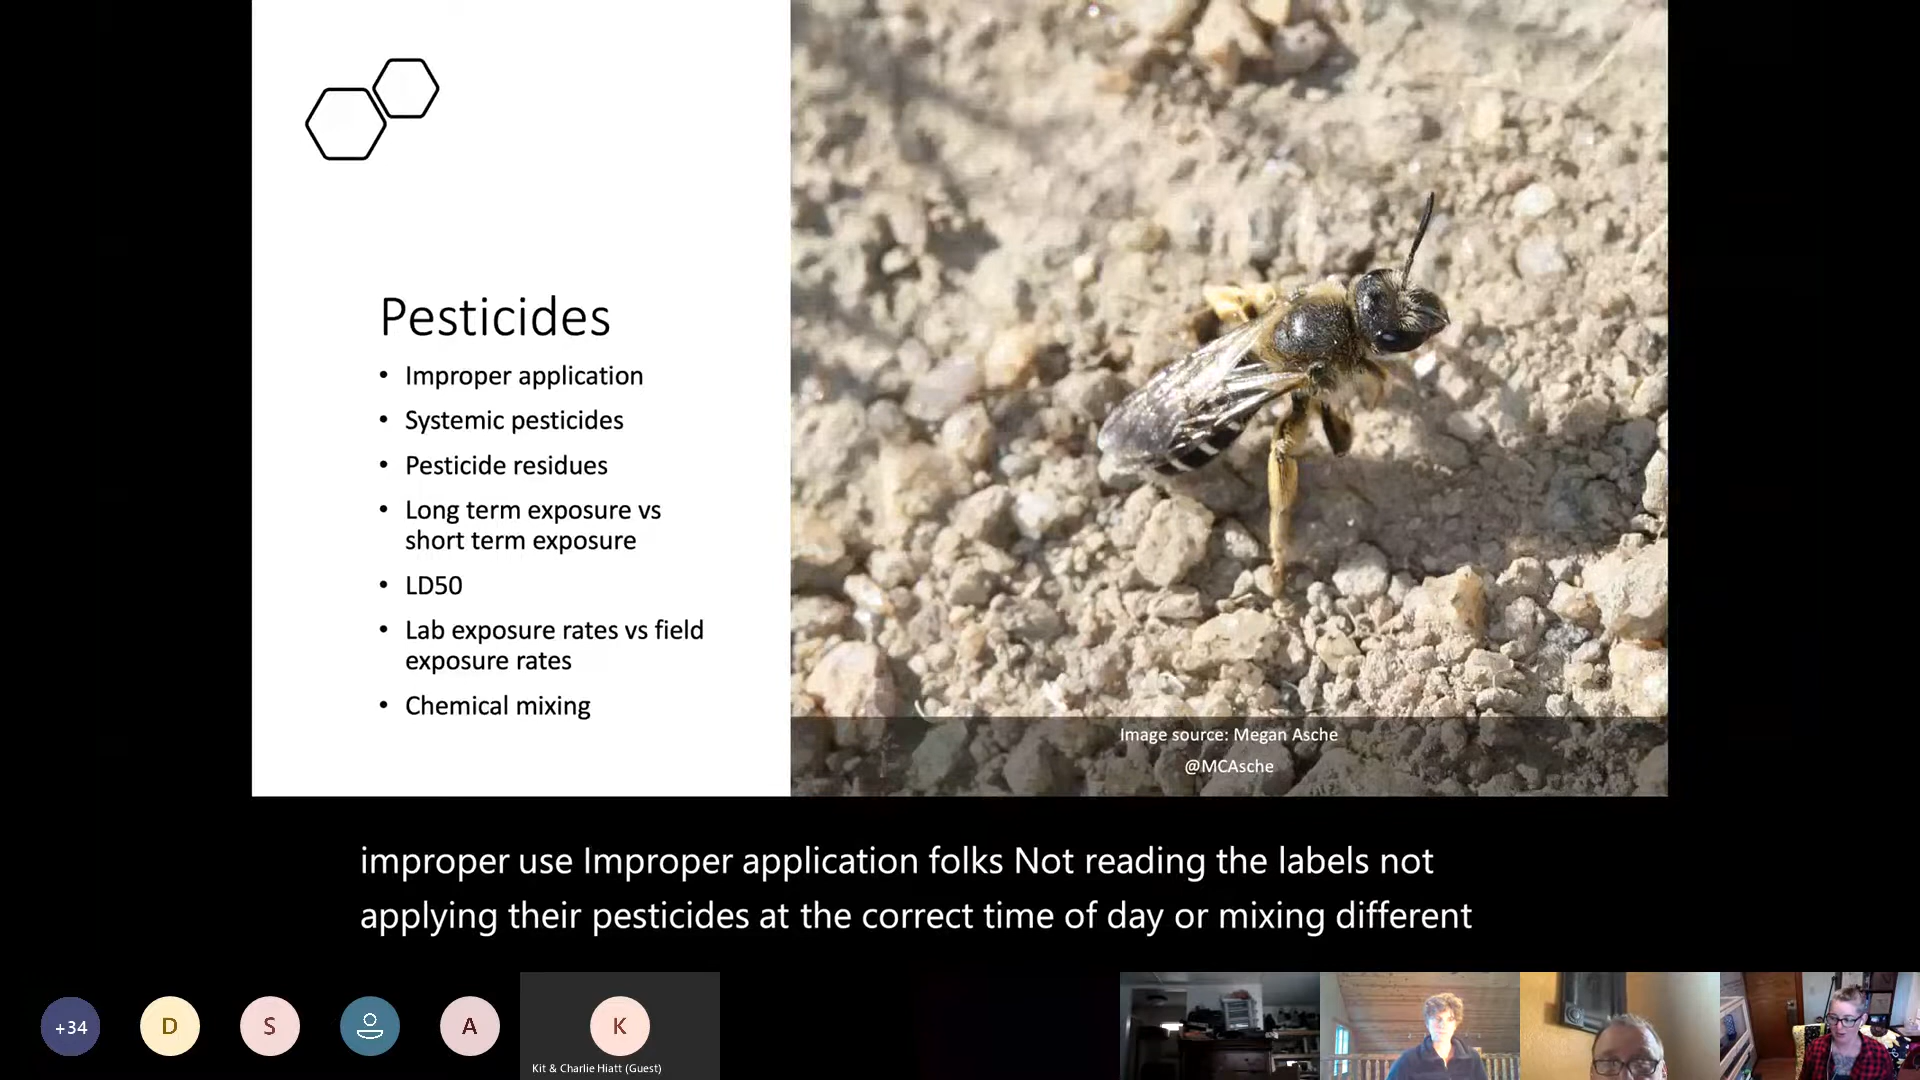 Pesticides
• Improper application
• Systemic pesticides
• Pesticide residues
• Long term exposure vs
short term exposure
• LD50
• Lab exposure rates vs field
exposure rates
• Chemical mixing
Image source: Megan Asche
@MCAsche
improper use Improper application folks Not reading the labels not
applying their pesticides at the correct time of day or mixing different
+34
D
S
A
K
Kit & Charlie Hiatt (Guest)